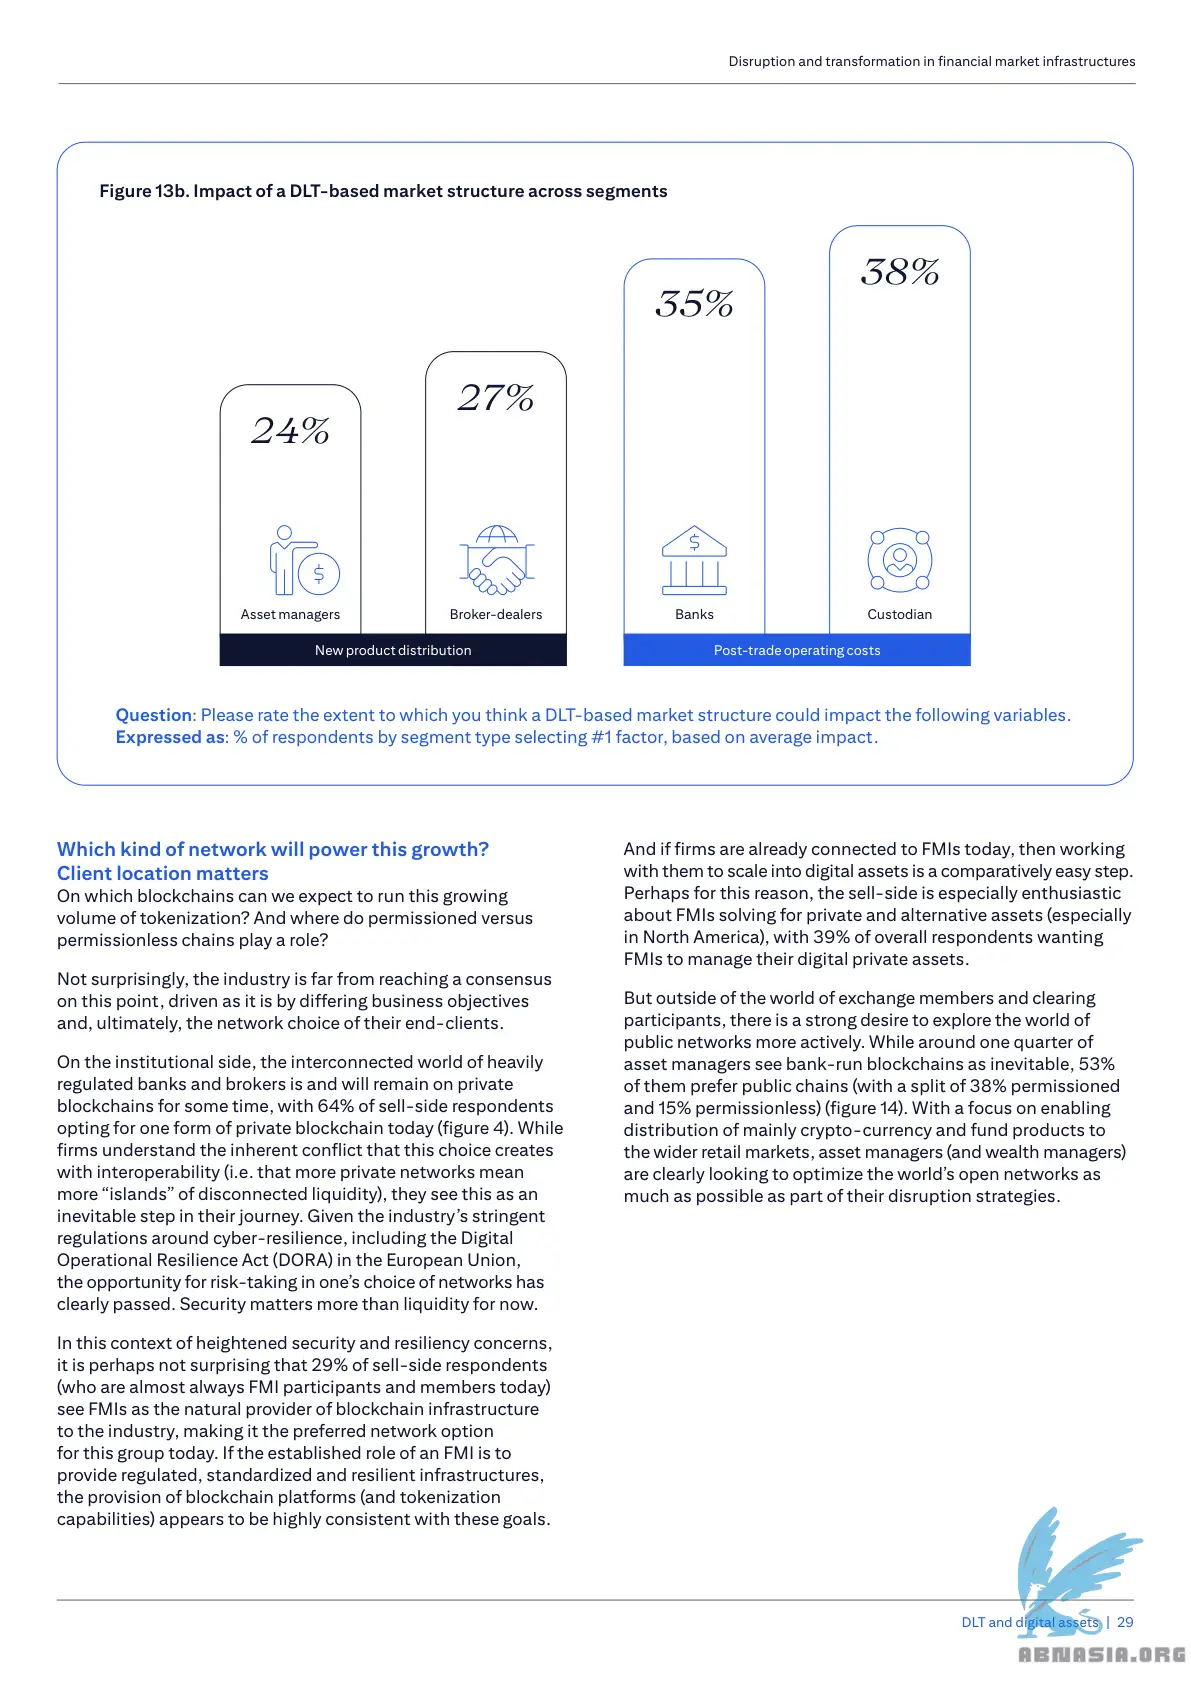 Disruption and transformation in financial market infrastructures
Figure 13b. Impact of a DLT-based market structure across segments
24%
27%
35%
38%
$
$
Asset managers
Broker-dealers
Banks
Custodian
New product distribution
Post-trade operating costs
Question: Please rate the extent to which you think a DLT-based market structure could impact the following variables.
Expressed as: % of respondents by segment type selecting #1 factor, based on average impact.
Which kind of network will power this growth?
Client location matters
On which blockchains can we expect to run this growing
volume of tokenization? And where do permissioned versus
permissionless chains play a role?
Not surprisingly, the industry is far from reaching a consensus
on this point, driven as it is by differing business objectives
and, ultimately, the network choice of their end-clients.
On the institutional side, the interconnected world of heavily
regulated banks and brokers is and will remain on private
blockchains for some time, with 64% of sell-side respondents
opting for one form of private blockchain today (figure 4). While
firms understand the inherent conflict that this choice creates
with interoperability (i.e. that more private networks mean
more “islands” of disconnected liquidity), they see this as an
inevitable step in their journey. Given the industry’s stringent
regulations around cyber-resilience, including the Digital
Operational Resilience Act (DORA) in the European Union,
the opportunity for risk-taking in one’s choice of networks has
clearly passed. Security matters more than liquidity for now.
In this context of heightened security and resiliency concerns,
it is perhaps not surprising that 29% of sell-side respondents
(who are almost always FMI participants and members today)
see FMIs as the natural provider of blockchain infrastructure
to the industry, making it the preferred network option
for this group today. If the established role of an FMI is to
provide regulated, standardized and resilient infrastructures,
the provision of blockchain platforms (and tokenization
capabilities) appears to be highly consistent with these goals.
And if firms are already connected to FMIs today, then working
with them to scale into digital assets is a comparatively easy step.
Perhaps for this reason, the sell-side is especially enthusiastic
about FMIs solving for private and alternative assets (especially
in North America), with 39% of overall respondents wanting
FMIs to manage their digital private assets.
But outside of the world of exchange members and clearing
participants, there is a strong desire to explore the world of
public networks more actively. While around one quarter of
asset managers see bank-run blockchains as inevitable, 53%
of them prefer public chains (with a split of 38% permissioned
and 15% permissionless) (figure 14). With a focus on enabling
distribution of mainly crypto-currency and fund products to
the wider retail markets, asset managers (and wealth managers)
are clearly looking to optimize the world’s open networks as
much as possible as part of their disruption strategies.
DLT and digital assets | 29
ABNASIA.ORG